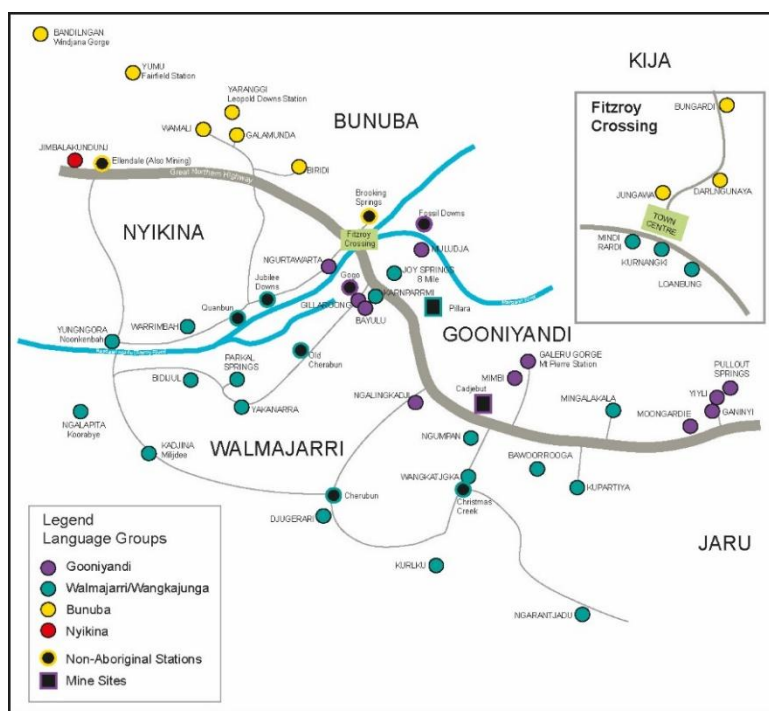 BANDILNGAN
Windjana Gorge
YUMU
Fairfield Station
YARANGGI
Leopold Downs Station
WAMALI
GALAMUNDA
BUNUBA
KIJA
JIMBALAKUNDUNJ
Ellendale (Also Mining)
BIRIDI
Great Northern Highway
Brooking
Springs
Fossil Downs
NYIKINA
NGURTAWARTA
Fitzroy
Crossing
MULUDJA
Jubilee
Downs
Gogo
JOY SPRINGS
8 Mile
Quanbun
GILLAROONG
KARNPARRMI
BAYULU
Pillara
YUNGNGORA
Noonkenbah
WARRIMBAH
GOONIYANDI
Old
Cherabun
BIDIJUL
PARKAL
SPRINGS
YAKANARRA
GALERU GORGE
Mt Pierre Station
MIMBI
PULLOUT
SPRINGS
YIYLI
GANINYI
NGALINGKADJI
Cadjebut
MINGALAKALA
MOONGARDIE
NGALAPITA
Koorabye
KADJINA
Milijdee
WALMAJARRI
NGUMPAN
BAWOORROOGA
WANGKATJGKA
KUPARTIYA
Cherubun
Christmas
Creek
DJUGERARI
JARU
KURLKU
NGARANTJADU
Fitzroy
Crossing
BUNGARDI
JUNGAWA
DARLNGUNAYA
TOWN
CENTRE
MINDI
RARDI
KURNANGKI
LOANBUNG
Legend
Language Groups
Gooniyandi
Walmajarri/Wangkajunga
Bunuba
Nyikina
Non-Aboriginal Stations
Mine Sites